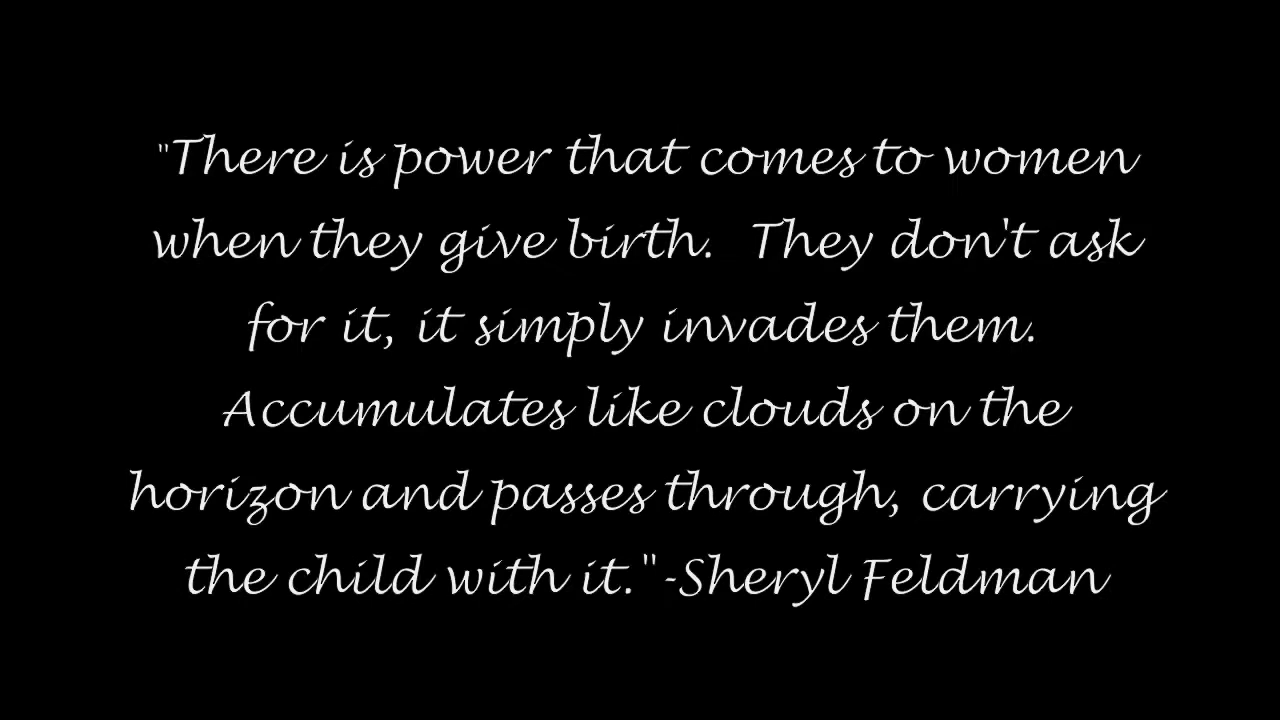 "There is power that comes to women
when they give birth.  They don't ask
for it, it simply invades them.
Accumulates like clouds on the
horizon and passes through, carrying
the child with it."-Sheryl Feldman